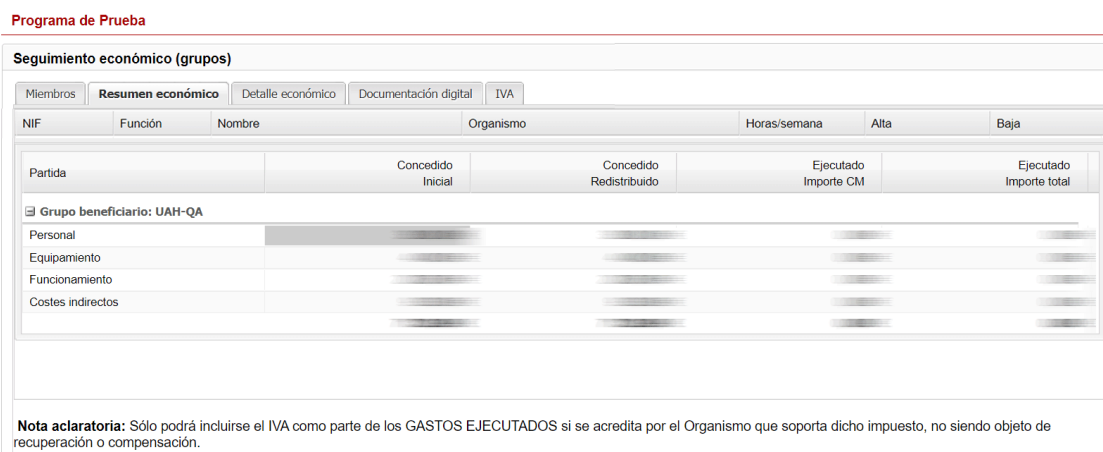 Programa de Prueba
Seguimiento económico (grupos)
Miembros Resumen económico Detalle económico Documentación digital IVA
NIF Función Nombre Organismo Horas/semana Alta Baja
Partida Concedido Inicial Concedido Redistribuido Ejecutado Importe CM Ejecutado Importe total
Grupo beneficiario: UAH-QA
Personal
Equipamiento
Funcionamiento
Costes indirectos
Nota aclaratoria: Sólo podrá incluirse el IVA como parte de los GASTOS EJECUTADOS si se acredita por el Organismo que soporta dicho impuesto, no siendo objeto de
recuperación o compensación.